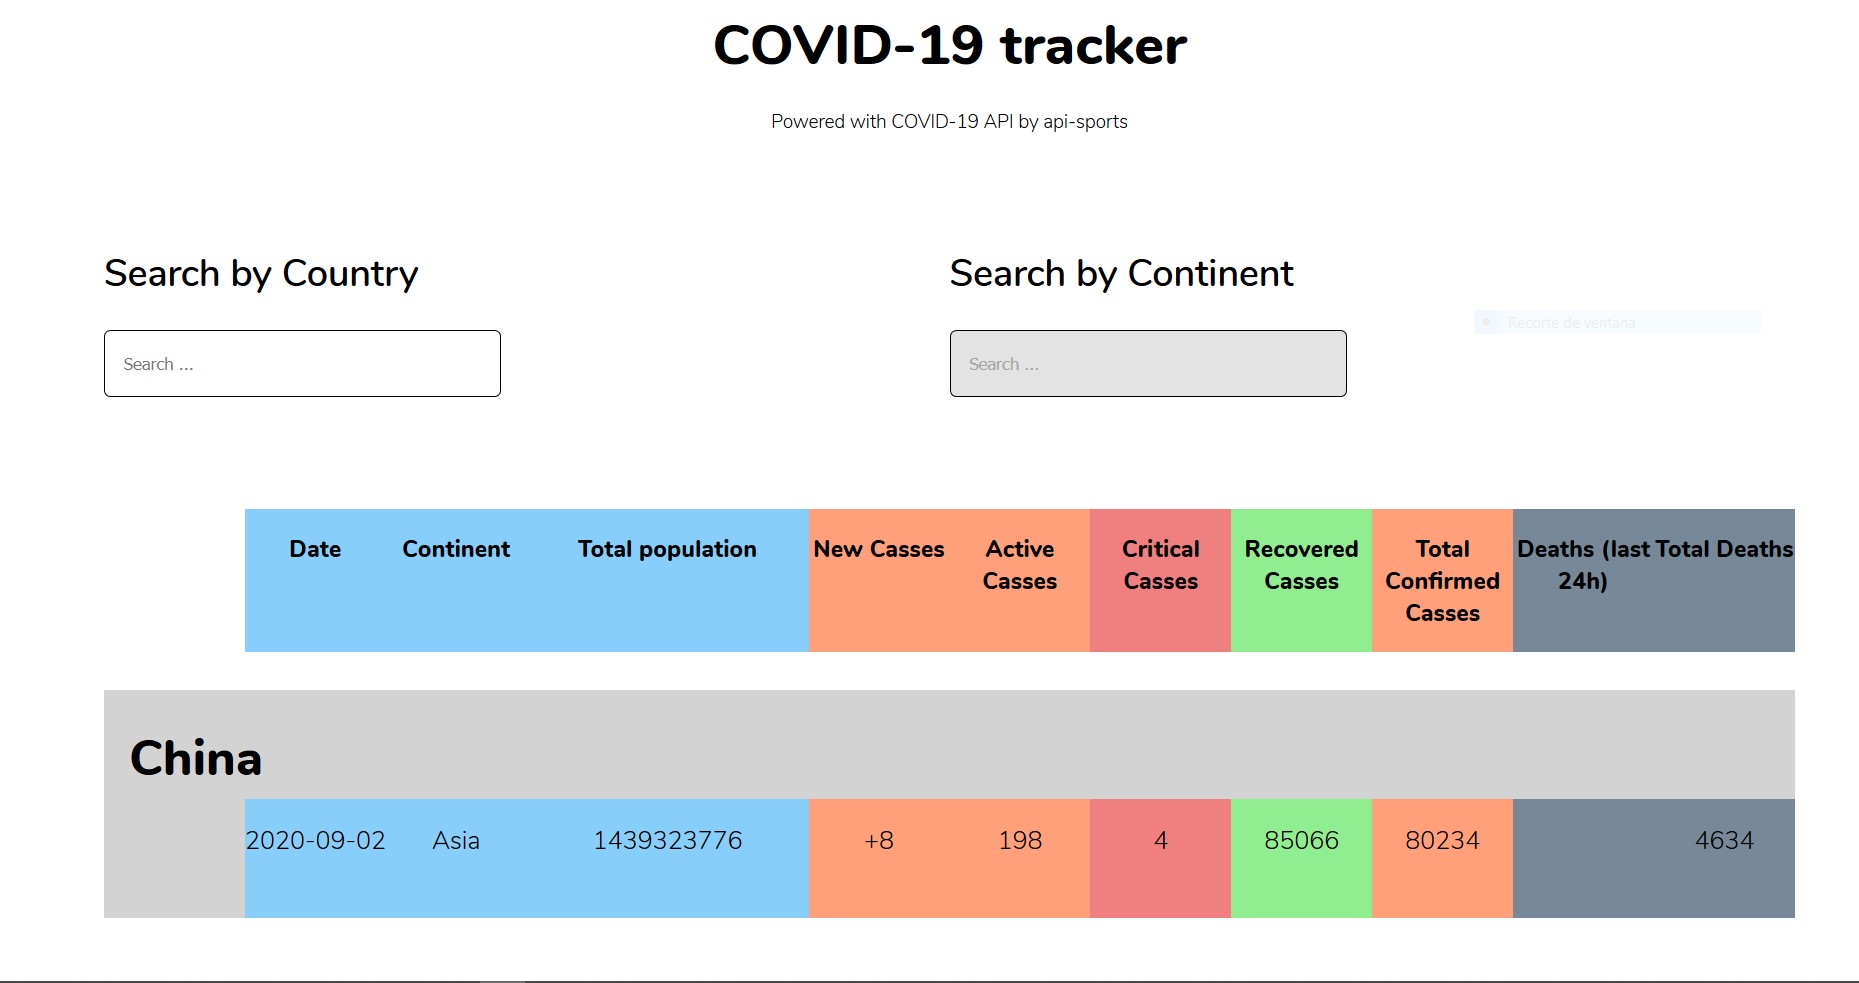 COVID-19 tracker
Powered with COVID-19 API by api-sports
Search by Country
Search by Continent
Recorte de ventana
Search ...
Search ...
Date Continent Total population New Casses Active Critical Recovered Total Deaths (last Total Deaths
Casses Casses Casses Confirmed 24h)
Casses
China
2020-09-02 Asia 1439323776 +8 198 4 85066 80234 4634